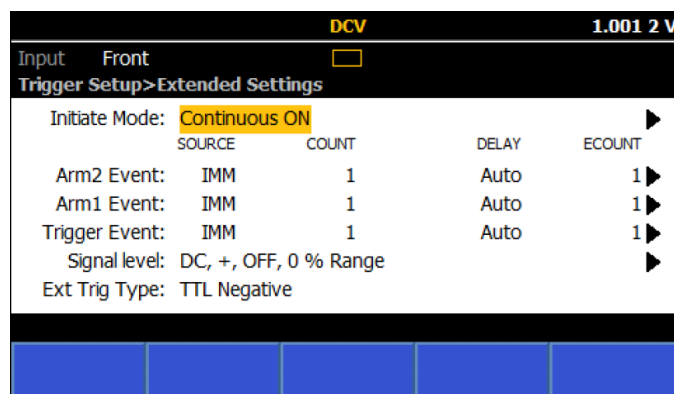 DCV 1.001 2 V
Input Front
Trigger Setup>Extended Settings
Initiate Mode: Continuous ON
SOURCE COUNT DELAY ECOUNT
Arm2 Event: IMM 1 Auto 1
Arm1 Event: IMM 1 Auto 1
Trigger Event: IMM 1 Auto 1
Signal level: DC, +, OFF, 0 % Range
Ext Trig Type: TTL Negative